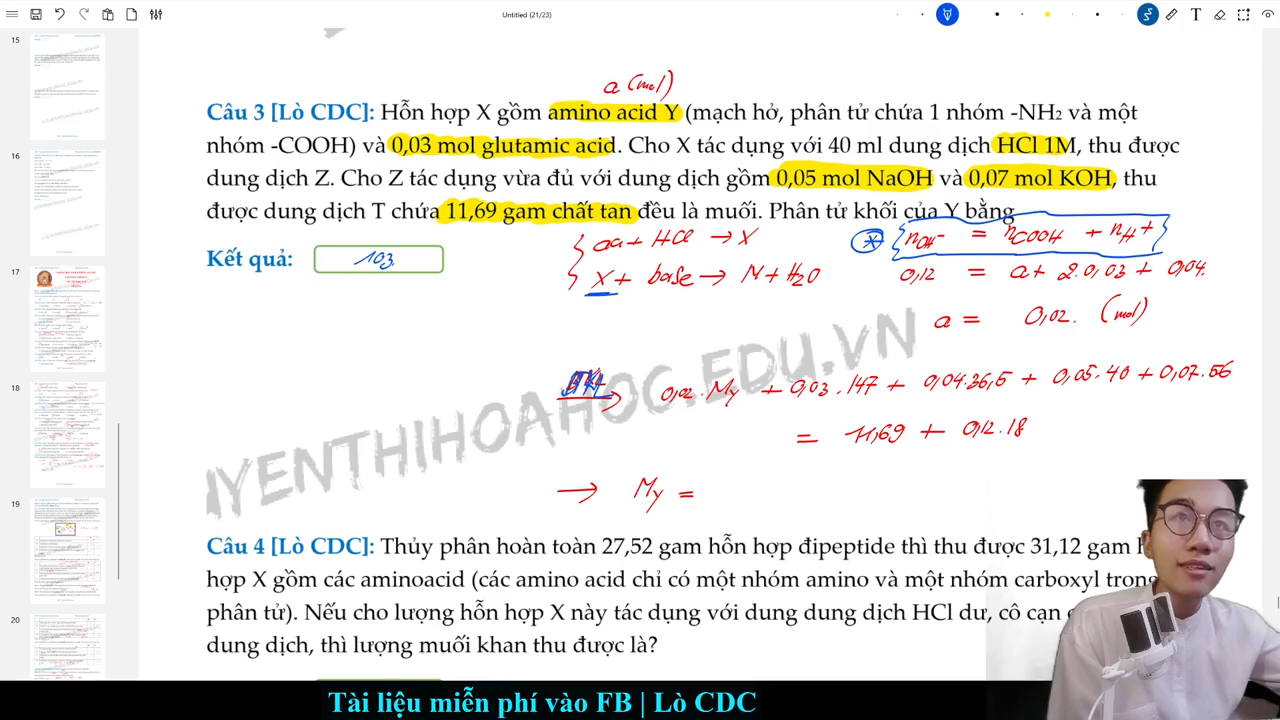 Untitled (21/23)
a (mol)
Câu 3 [Lò CDC]: Hỗn hợp X gồm amino acid Y (mạch hở, phân tử chứa 1 nhóm -NH₂ và một
nhóm -COOH) và 0,03 mol glutamic acid. Cho X tác dụng với 40 ml dung dịch HCl 1M, thu được
dung dịch Z. Cho Z tác dụng vừa đủ với dung dịch gồm 0,05 mol NaOH và 0,07 mol KOH, thu
được dung dịch T chứa 11,69 gam chất tan đều là muối. Phân tử khối của Y bằng
Kết quả: 103
aa + HCl → X
X + base → M + H₂O
* nOH⁻ = nCOOH + nH⁺
0,12 = a + 2.0,03 + 0,04
a = 0,02. (mol)
0,02.My + 0,03.147 + 0,04.36,5 + 0,05.40 + 0,07.56
= 11,69 + 0,12.18
→ My =
Câu 4 [Lò CDC]: Thủy phân hoàn toàn 27,52 gam hỗn hợp đipeptide thu được 31,12 gam
X gồm các amino acid (các amino acid chỉ có một nhóm amino và một nhóm carboxyl trong
phân tử). Nếu cho lượng hỗn hợp X này tác dụng với dung dịch HCl dư, cô cạn
dung dịch, lượng muối khan thu được là?
Tài liệu miễn phí vào FB | Lò CDC
15
17
18
19
20